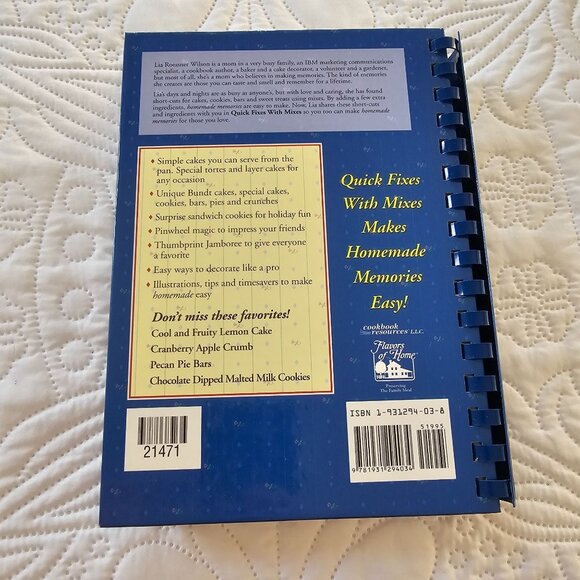 Lia Roessner Wilson is a mom in a very busy family, an IBM marketing communications
specialist, a cookbook author, a baker and a cake decorator, a volunteer and a gardener,
but most of all, she's a mom who believes in making memories. The kind of memories
she creates are those you can taste and smell and remember for a lifetime.
Lia's days and nights are as busy as anyone's, but with love and caring, she has found
short-cuts for cakes, cookies, bars and sweet treats using mixes. By adding a few extra
ingredients, homemade memories are easy to make. Now, Lia shares these short-cuts
and ingredients with you in Quick Fixes With Mixes so you too can make homemade
memories for those you love.
• Simple cakes you can serve from the
pan. Special tortes and layer cakes for
any occasion
• Unique Bundt cakes, special cakes,
cookies, bars, pies and crunches
• Surprise sandwich cookies for holiday fun
• Pinwheel magic to impress your friends
• Thumbprint Jamboree to give everyone
a favorite
• Easy ways to decorate like a pro
• Illustrations, tips and timesavers to make
homemade easy
Don't miss these favorites!
Cool and Fruity Lemon Cake
Cranberry Apple Crumb
Pecan Pie Bars
Chocolate Dipped Malted Milk Cookies
Quick Fixes
With Mixes
Makes
Homemade
Memories
Easy!
cookbook
resources L.L.C.
Flavors
of Home
Preserving
The Family Meal
21471
ISBN 1-931294-03-8
51995
9 781931 294034